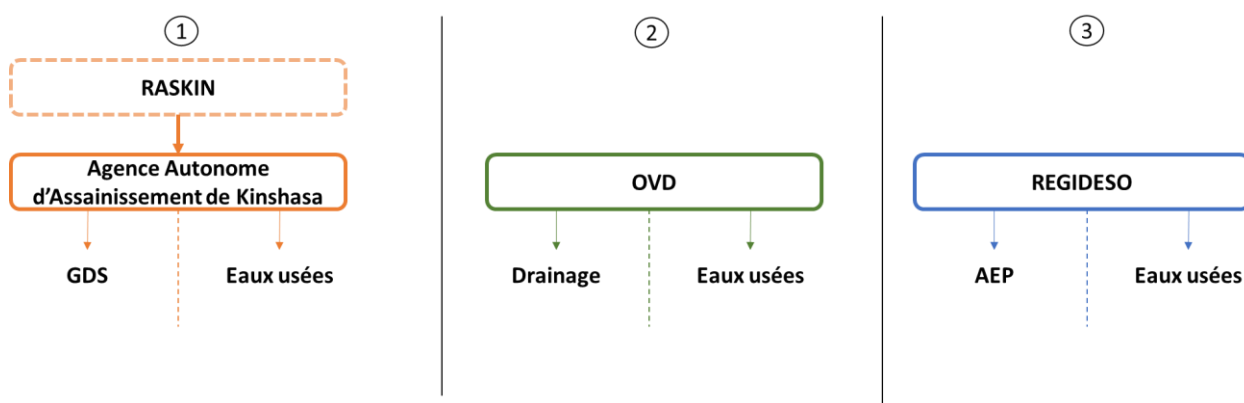 1
RASKIN
Agence Autonome
d'Assainissement de Kinshasa
GDS
Eaux usées
2
OVD
Drainage
Eaux usées
3
REGIDESO
AEP
Eaux usées